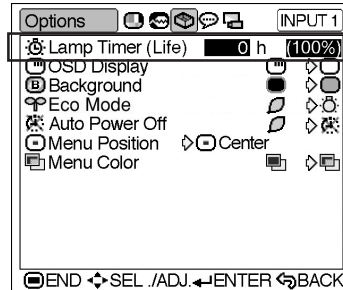 Options INPUT 1
Lamp Timer (Life) 0 h (100%)
OSD Display
B Background
Eco Mode
Auto Power Off
Menu Position Center
Menu Color
END SEL ./ADJ. ENTER BACK